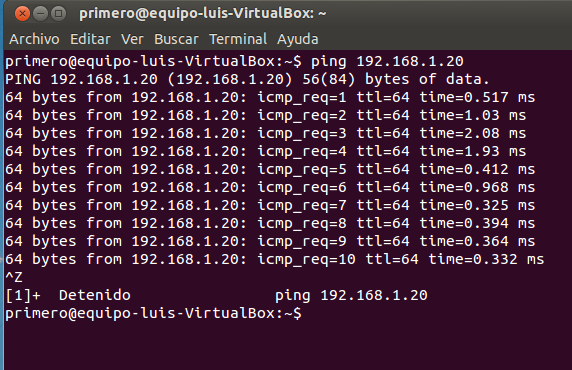 primero@equipo-luis-VirtualBox: ~
Archivo Editar Ver Buscar Terminal Ayuda
primero@equipo-luis-VirtualBox:~$ ping 192.168.1.20
PING 192.168.1.20 (192.168.1.20) 56(84) bytes of data.
64 bytes from 192.168.1.20: icmp_req=1 ttl=64 time=0.517 ms
64 bytes from 192.168.1.20: icmp_req=2 ttl=64 time=1.03 ms
64 bytes from 192.168.1.20: icmp_req=3 ttl=64 time=2.08 ms
64 bytes from 192.168.1.20: icmp_req=4 ttl=64 time=1.93 ms
64 bytes from 192.168.1.20: icmp_req=5 ttl=64 time=0.412 ms
64 bytes from 192.168.1.20: icmp_req=6 ttl=64 time=0.968 ms
64 bytes from 192.168.1.20: icmp_req=7 ttl=64 time=0.325 ms
64 bytes from 192.168.1.20: icmp_req=8 ttl=64 time=0.394 ms
64 bytes from 192.168.1.20: icmp_req=9 ttl=64 time=0.364 ms
64 bytes from 192.168.1.20: icmp_req=10 ttl=64 time=0.332 ms
^Z
[1]+  Detenido                ping 192.168.1.20
primero@equipo-luis-VirtualBox:~$